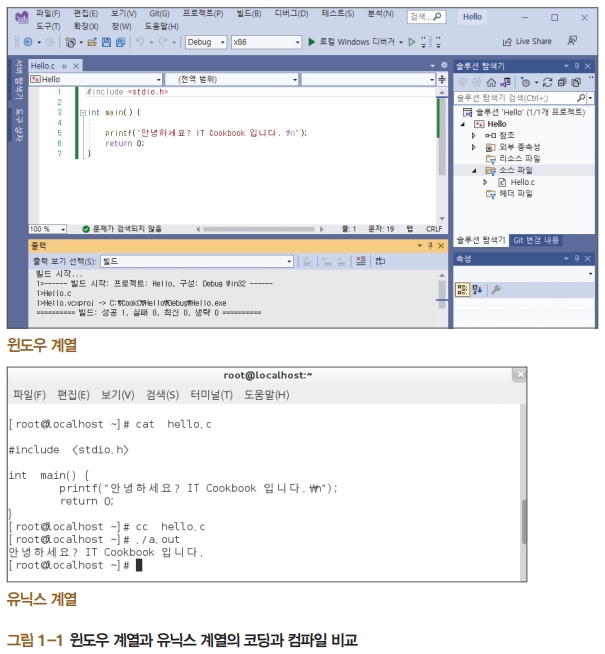 파일(F) 편집(E) 보기(V) Git(G) 프로젝트(P) 빌드(B) 디버그(D) 테스트(S) 분석(N) 검색... Hello
도구(T) 확장(X) 창(W) 도움말(H)
Debug x86 로컬 Windows 디버거 Live Share
서버 탐색기 도구 상자
Hello.c
Hello (전역 범위)
1 #include <stdio.h>
2
3 int main() {
4
5 printf("안녕하세요? IT Cookbook 입니다. ₩n");
6 return 0;
7 }
100 % 문제가 검색되지 않음 줄: 1 문자: 19 탭 CRLF
출력
출력 보기 선택(S): 빌드
빌드 시작...
1>------ 빌드 시작: 프로젝트: Hello, 구성: Debug Win32 ------
1>Hello.c
1>Hello.vcxproj -> C:₩CookC₩Hello₩Debug₩Hello.exe
========== 빌드: 성공 1, 실패 0, 최신 0, 생략 0 ==========
솔루션 탐색기
솔루션 탐색기 검색(Ctrl+;)
솔루션 'Hello' (1/1개 프로젝트)
Hello
참조
외부 종속성
리소스 파일
소스 파일
Hello.c
헤더 파일
솔루션 탐색기 Git 변경 내용
속성
윈도우 계열
root@localhost:~
파일(F) 편집(E) 보기(V) 검색(S) 터미널(T) 도움말(H)
[root@localhost ~]# cat hello.c
#include <stdio.h>
int main() {
printf("안녕하세요? IT Cookbook 입니다.₩n");
return 0;
}
[root@localhost ~]# cc hello.c
[root@localhost ~]# ./a.out
안녕하세요? IT Cookbook 입니다.
[root@localhost ~]#
유닉스 계열
그림 1-1 윈도우 계열과 유닉스 계열의 코딩과 컴파일 비교